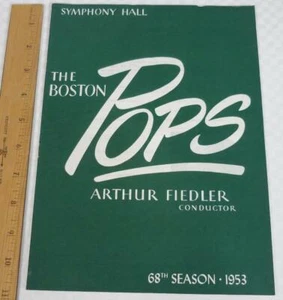 SYMPHONY HALL
THE
BOSTON
POPS
ARTHUR FIEDLER
CONDUCTOR
68TH SEASON · 1953